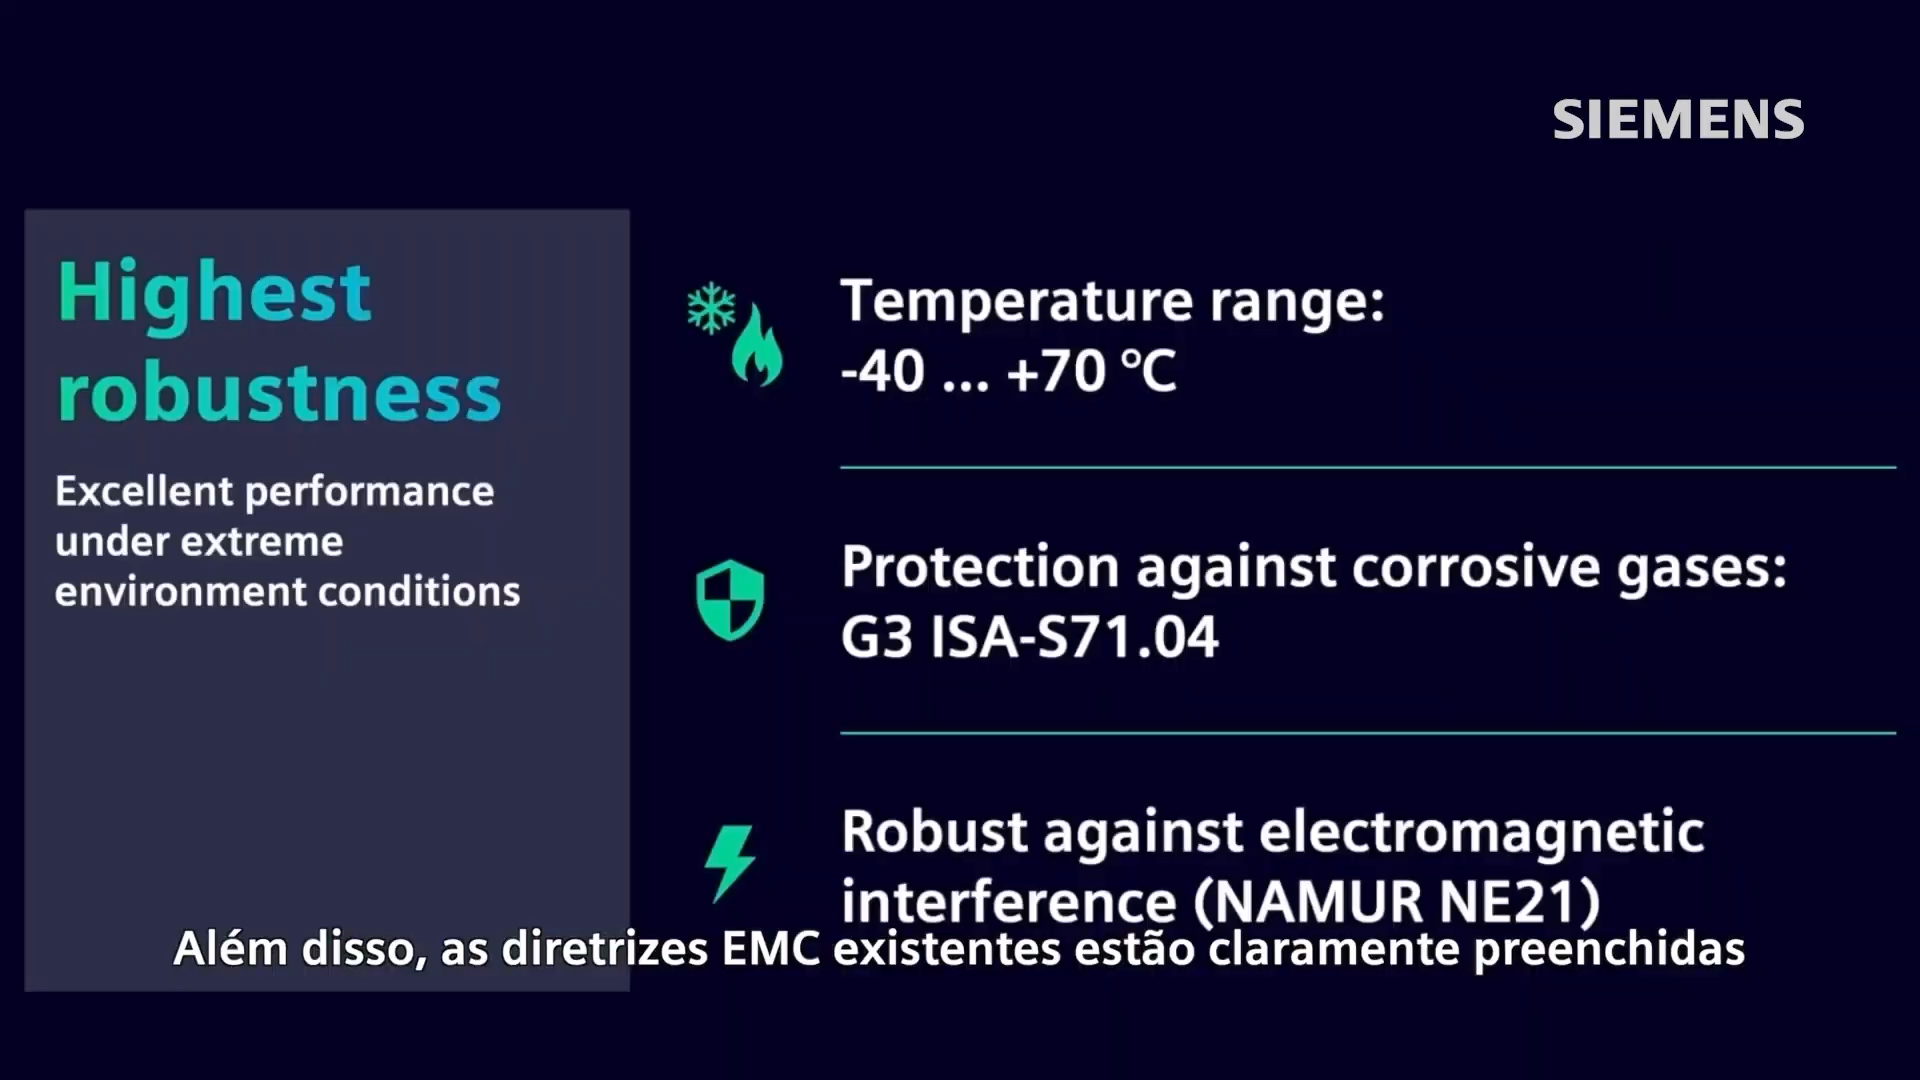 SIEMENS
Highest
robustness
Excellent performance
under extreme
environment conditions
Temperature range:
-40 ... +70 °C
Protection against corrosive gases:
G3 ISA-S71.04
Robust against electromagnetic
interference (NAMUR NE21)
Além disso, as diretrizes EMC existentes estão claramente preenchidas